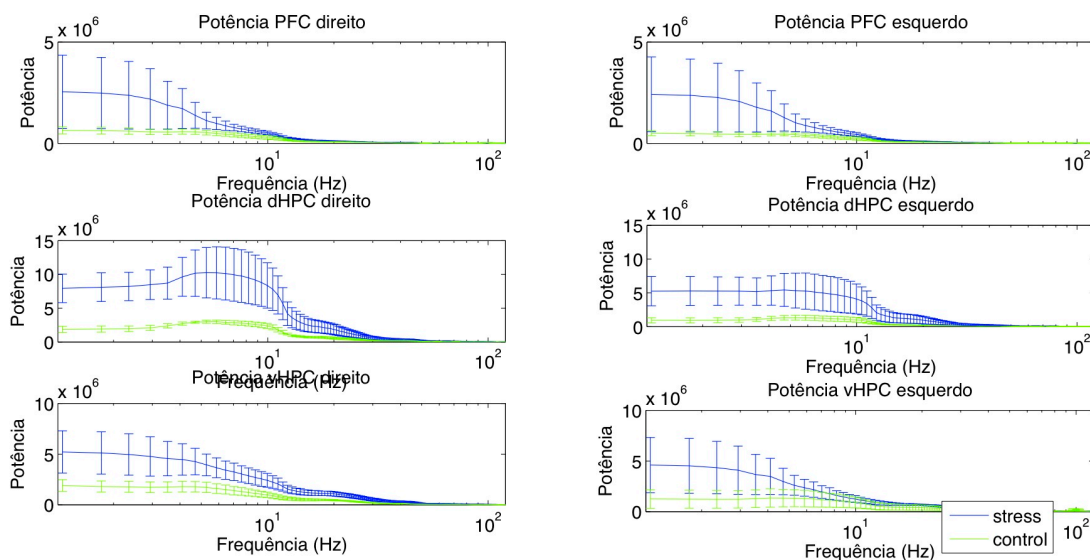 Potência PFC direito
x 10^6
5
0
Potência
10^1
10^2
Frequência (Hz)
Potência PFC esquerdo
x 10^6
5
0
Potência
10^1
10^2
Frequência (Hz)
Potência dHPC direito
x 10^6
15
10
5
0
Potência
10^1
10^2
Frequência (Hz)
Potência dHPC esquerdo
x 10^6
15
10
5
0
Potência
10^1
10^2
Frequência (Hz)
Potência vHPC direito
x 10^6
10
5
0
Potência
10^1
10^2
Frequência (Hz)
Potência vHPC esquerdo
x 10^6
10
5
0
Potência
10^1
10^2
Frequência (Hz)
stress
control